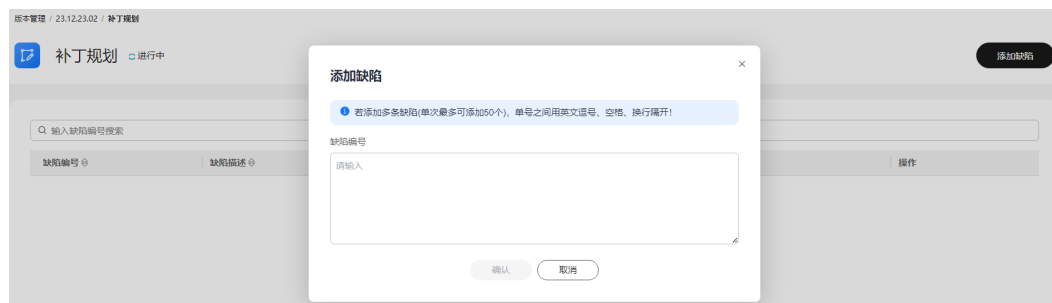 版本管理 / 23.12.23.02 / 补丁规划
补丁规划 进行中
添加缺陷
添加缺陷
若添加多条缺陷(单次最多可添加50个)，单号之间用英文逗号、空格、换行隔开！
输入缺陷编号搜索
缺陷编号
请输入
缺陷编号 缺陷描述 操作
确认 取消